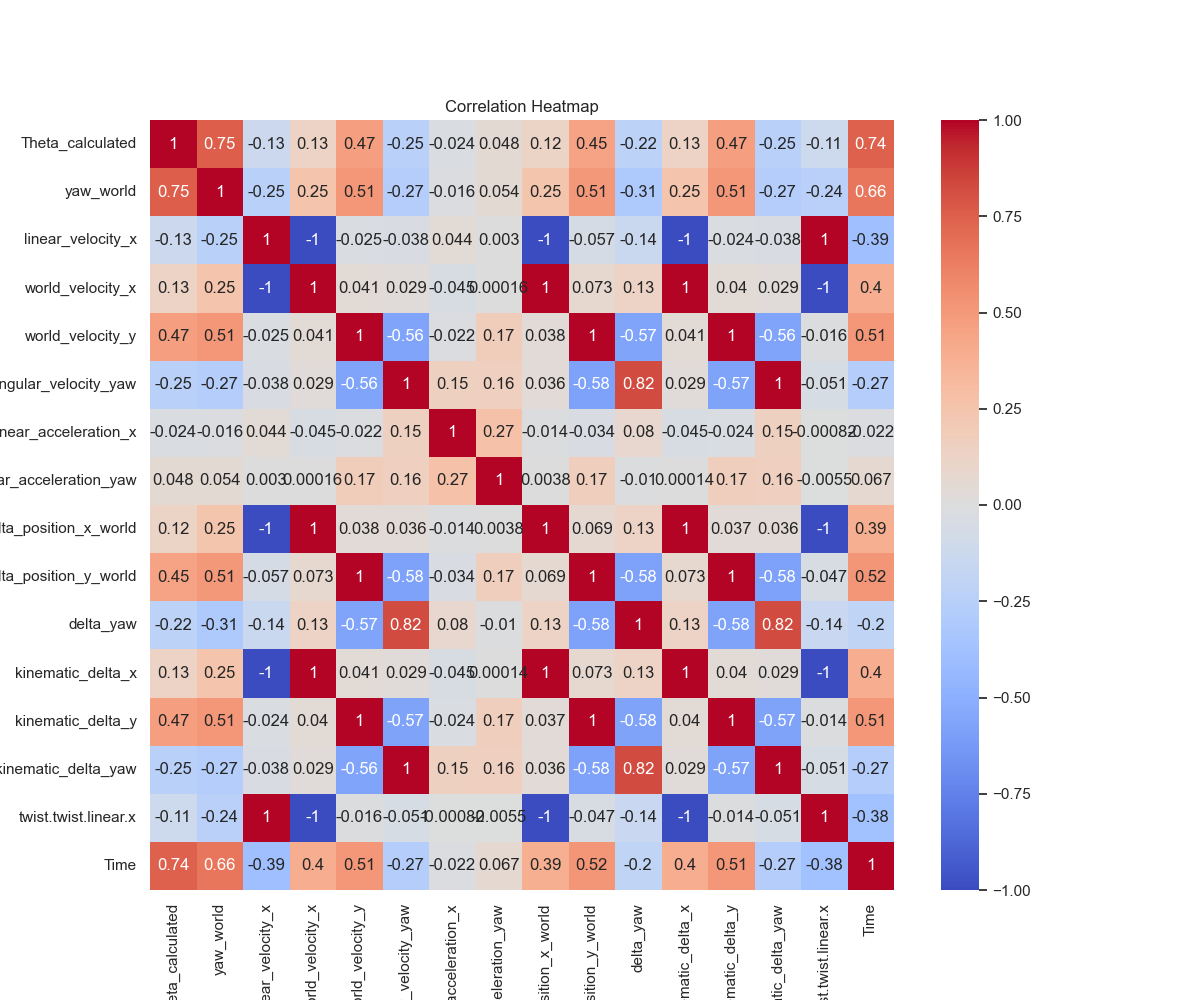 Correlation Heatmap
Theta_calculated 1 0.75 -0.13 0.13 0.47 -0.25 -0.024 0.048 0.12 0.45 -0.22 0.13 0.47 -0.25 -0.11 0.74
yaw_world 0.75 1 -0.25 0.25 0.51 -0.27 -0.016 0.054 0.25 0.51 -0.31 0.25 0.51 -0.27 -0.24 0.66
linear_velocity_x -0.13 -0.25 1 -1 -0.025 -0.038 0.044 0.003 -1 -0.057 -0.14 -1 -0.024 -0.038 1 -0.39
world_velocity_x 0.13 0.25 -1 1 0.041 0.029 -0.045 0.00016 1 0.073 0.13 1 0.04 0.029 -1 0.4
world_velocity_y 0.47 0.51 -0.025 0.041 1 -0.56 -0.022 0.17 0.038 1 -0.57 0.041 1 -0.56 -0.016 0.51
ngular_velocity_yaw -0.25 -0.27 -0.038 0.029 -0.56 1 0.15 0.16 0.036 -0.58 0.82 0.029 -0.57 1 -0.051 -0.27
near_acceleration_x -0.024 -0.016 0.044 -0.045 -0.022 0.15 1 0.27 -0.014 -0.034 0.08 -0.045 -0.024 0.15 -0.00082 -0.022
ar_acceleration_yaw 0.048 0.054 0.003 0.00016 0.17 0.16 0.27 1 0.0038 0.17 -0.01 0.00014 0.17 0.16 -0.0055 0.067
lta_position_x_world 0.12 0.25 -1 1 0.038 0.036 -0.014 0.0038 1 0.069 0.13 1 0.037 0.036 -1 0.39
lta_position_y_world 0.45 0.51 -0.057 0.073 1 -0.58 -0.034 0.17 0.069 1 -0.58 0.073 1 -0.58 -0.047 0.52
delta_yaw -0.22 -0.31 -0.14 0.13 -0.57 0.82 0.08 -0.01 0.13 -0.58 1 0.13 -0.58 0.82 -0.14 -0.2
kinematic_delta_x 0.13 0.25 -1 1 0.041 0.029 -0.045 0.00014 1 0.073 0.13 1 0.04 0.029 -1 0.4
kinematic_delta_y 0.47 0.51 -0.024 0.04 1 -0.57 -0.024 0.17 0.037 1 -0.58 0.04 1 -0.57 -0.014 0.51
kinematic_delta_yaw -0.25 -0.27 -0.038 0.029 -0.56 1 0.15 0.16 0.036 -0.58 0.82 0.029 -0.57 1 -0.051 -0.27
twist.twist.linear.x -0.11 -0.24 1 -1 -0.016 -0.051 -0.00082 -0.0055 -1 -0.047 -0.14 -1 -0.014 -0.051 1 -0.38
Time 0.74 0.66 -0.39 0.4 0.51 -0.27 -0.022 0.067 0.39 0.52 -0.2 0.4 0.51 -0.27 -0.38 1
eta_calculated
yaw_world
ear_velocity_x
orld_velocity_x
orld_velocity_y
_velocity_yaw
acceleration_x
eleration_yaw
sition_x_world
sition_y_world
delta_yaw
ematic_delta_x
ematic_delta_y
atic_delta_yaw
st.twist.linear.x
Time
1.00
0.75
0.50
0.25
0.00
−0.25
−0.50
−0.75
−1.00